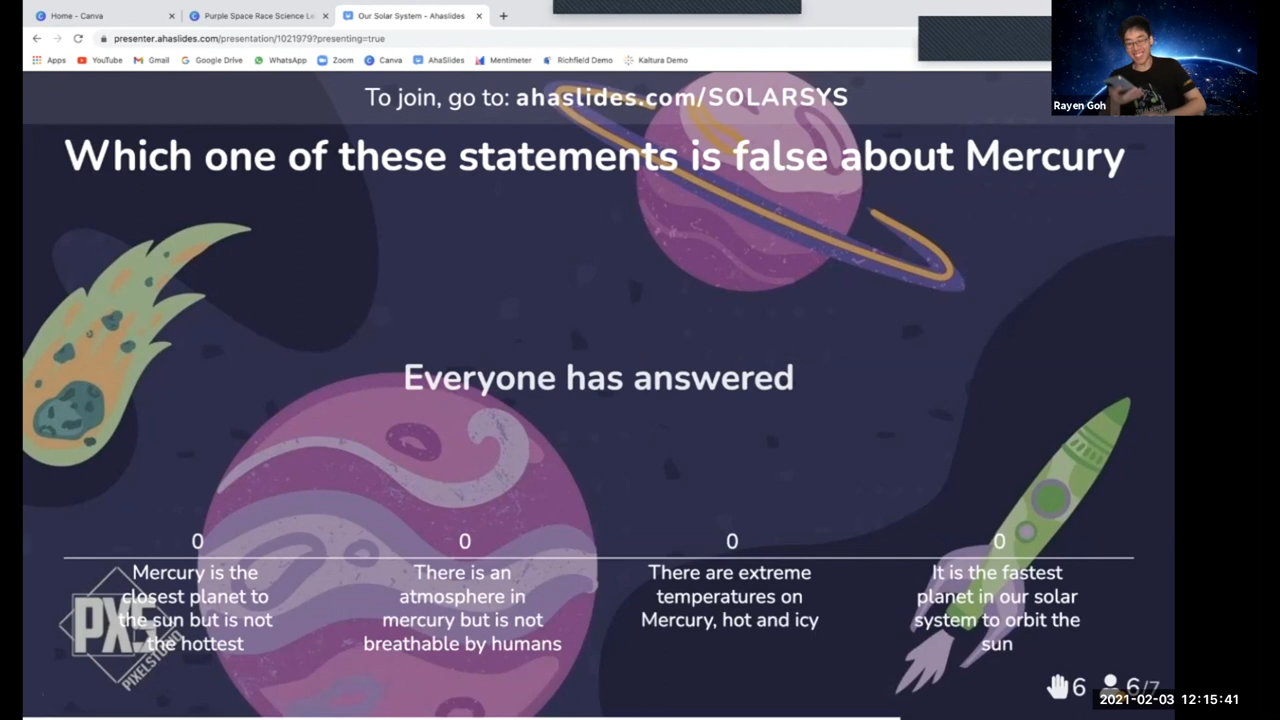 Home - Canva
Purple Space Race Science Le
Our Solar System - Ahaslides
presenter.ahaslides.com/presentation/1021979?presenting=true
Apps YouTube Gmail Google Drive WhatsApp Zoom Canva AhaSlides Mentimeter Richfield Demo Kaltura Demo
Rayen Goh
To join, go to: ahaslides.com/SOLARSYS
Which one of these statements is false about Mercury
Everyone has answered
0
Mercury is the
closest planet to
the sun but is not
the hottest
0
There is an
atmosphere in
mercury but is not
breathable by humans
0
There are extreme
temperatures on
Mercury, hot and icy
0
It is the fastest
planet in our solar
system to orbit the
sun
PX5
PIXELSTUDIO
6 6/7
2021-02-03 12:15:41